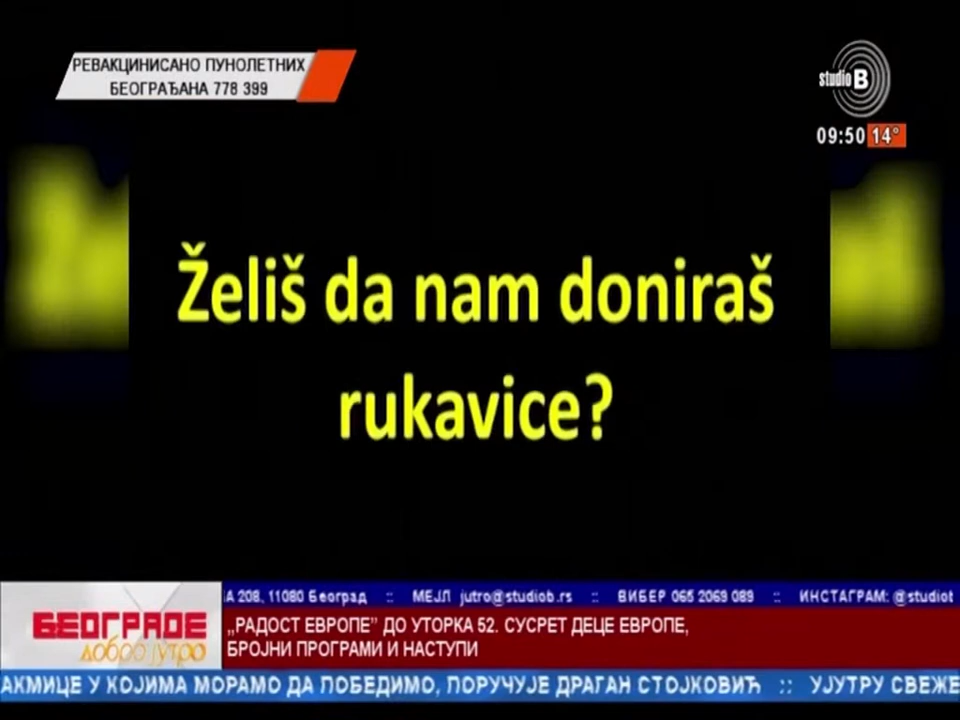 РЕВАКЦИНИСАНО ПУНОЛЕТНИХ
БЕОГРАЂАНА 778 399
studio B
09:50 14°
Želiš da nam doniraš
rukavice?
208, 11080 Београд :: МЕЈЛ jutro@studiob.rs :: ВИБЕР 065 2069 089 :: ИНСТАГРАМ: @studiot
БЕОГРАДЕ
добро јутро
„РАДОСТ ЕВРОПЕ” ДО УТОРКА 52. СУСРЕТ ДЕЦЕ ЕВРОПЕ,
БРОЈНИ ПРОГРАМИ И НАСТУПИ
АКМИЦЕ У КОЈИМА МОРАМО ДА ПОБЕДИМО, ПОРУЧУЈЕ ДРАГАН СТОЈКОВИЋ :: УЈУТРУ СВЕЖЕ